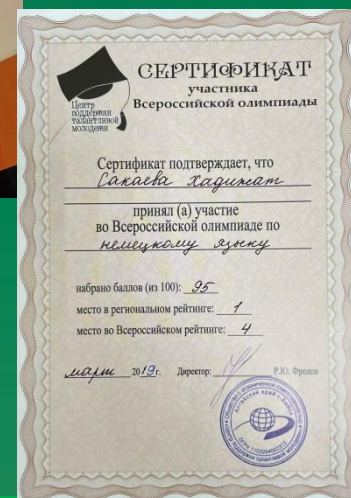 СЕРТИФИКАТ
участника
Всероссийской олимпиады
Центр
поддержки
талантливой
молодежи
Сертификат подтверждает, что
Сакаева Хадижат
принял (а) участие
во Всероссийской олимпиаде по
немецкому языку
набрано баллов (из 100): 95
место в региональном рейтинге: 1
место во Всероссийском рейтинге: 4
март 2019г. Директор: Р.Ю. Фролов